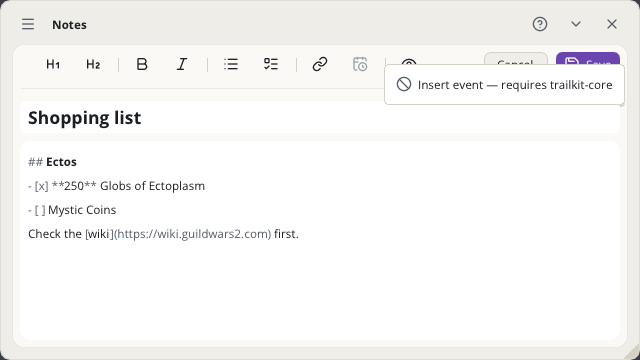 Notes
H1 H2 B I Cancel Save
Insert event — requires trailkit-core
Shopping list
## Ectos
- [x] **250** Globs of Ectoplasm
- [ ] Mystic Coins
Check the [wiki](https://wiki.guildwars2.com) first.